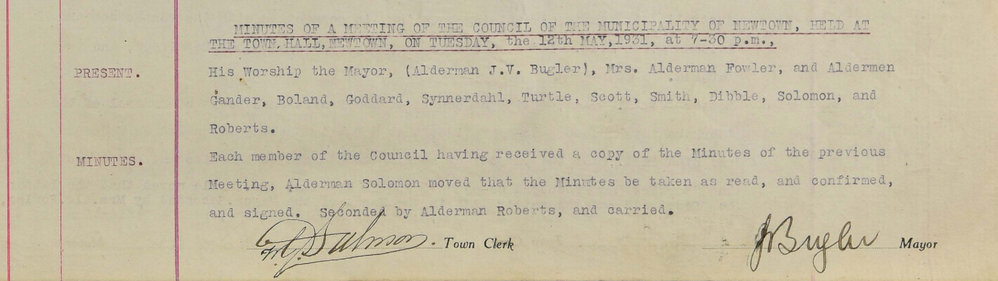 MINUTES OF A MEETING OF THE COUNCIL OF THE MUNICIPALITY OF NEWTOWN, HELD AT
THE TOWN HALL, NEWTOWN, ON TUESDAY, the 12th MAY, 1931, at 7-30 p.m.,
PRESENT. His Worship the Mayor, (Alderman J.V. Bugler), Mrs. Alderman Fowler, and Aldermen
Gander, Boland, Goddard, Synnerdahl, Turtle, Scott, Smith, Dibble, Solomon, and
Roberts.
MINUTES. Each member of the Council having received a copy of the Minutes of the previous
Meeting, Alderman Solomon moved that the Minutes be taken as read, and confirmed,
and signed. Seconded by Alderman Roberts, and carried.
Salmon. Town Clerk JVBugler Mayor